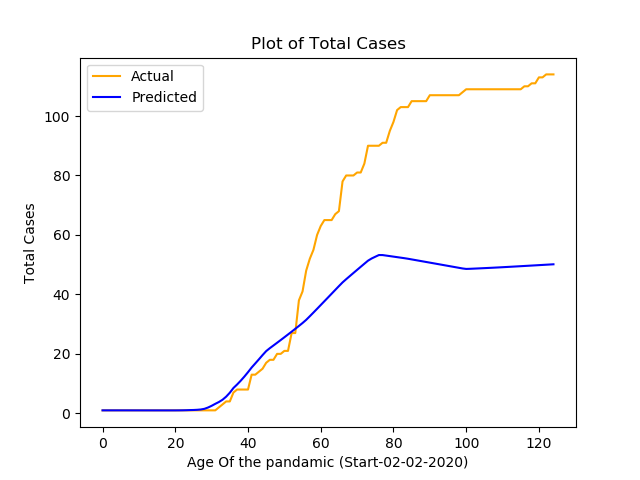 Plot of Total Cases
Actual
Predicted
100
80
60
40
20
0
Total Cases
0 20 40 60 80 100 120
Age Of the pandamic (Start-02-02-2020)